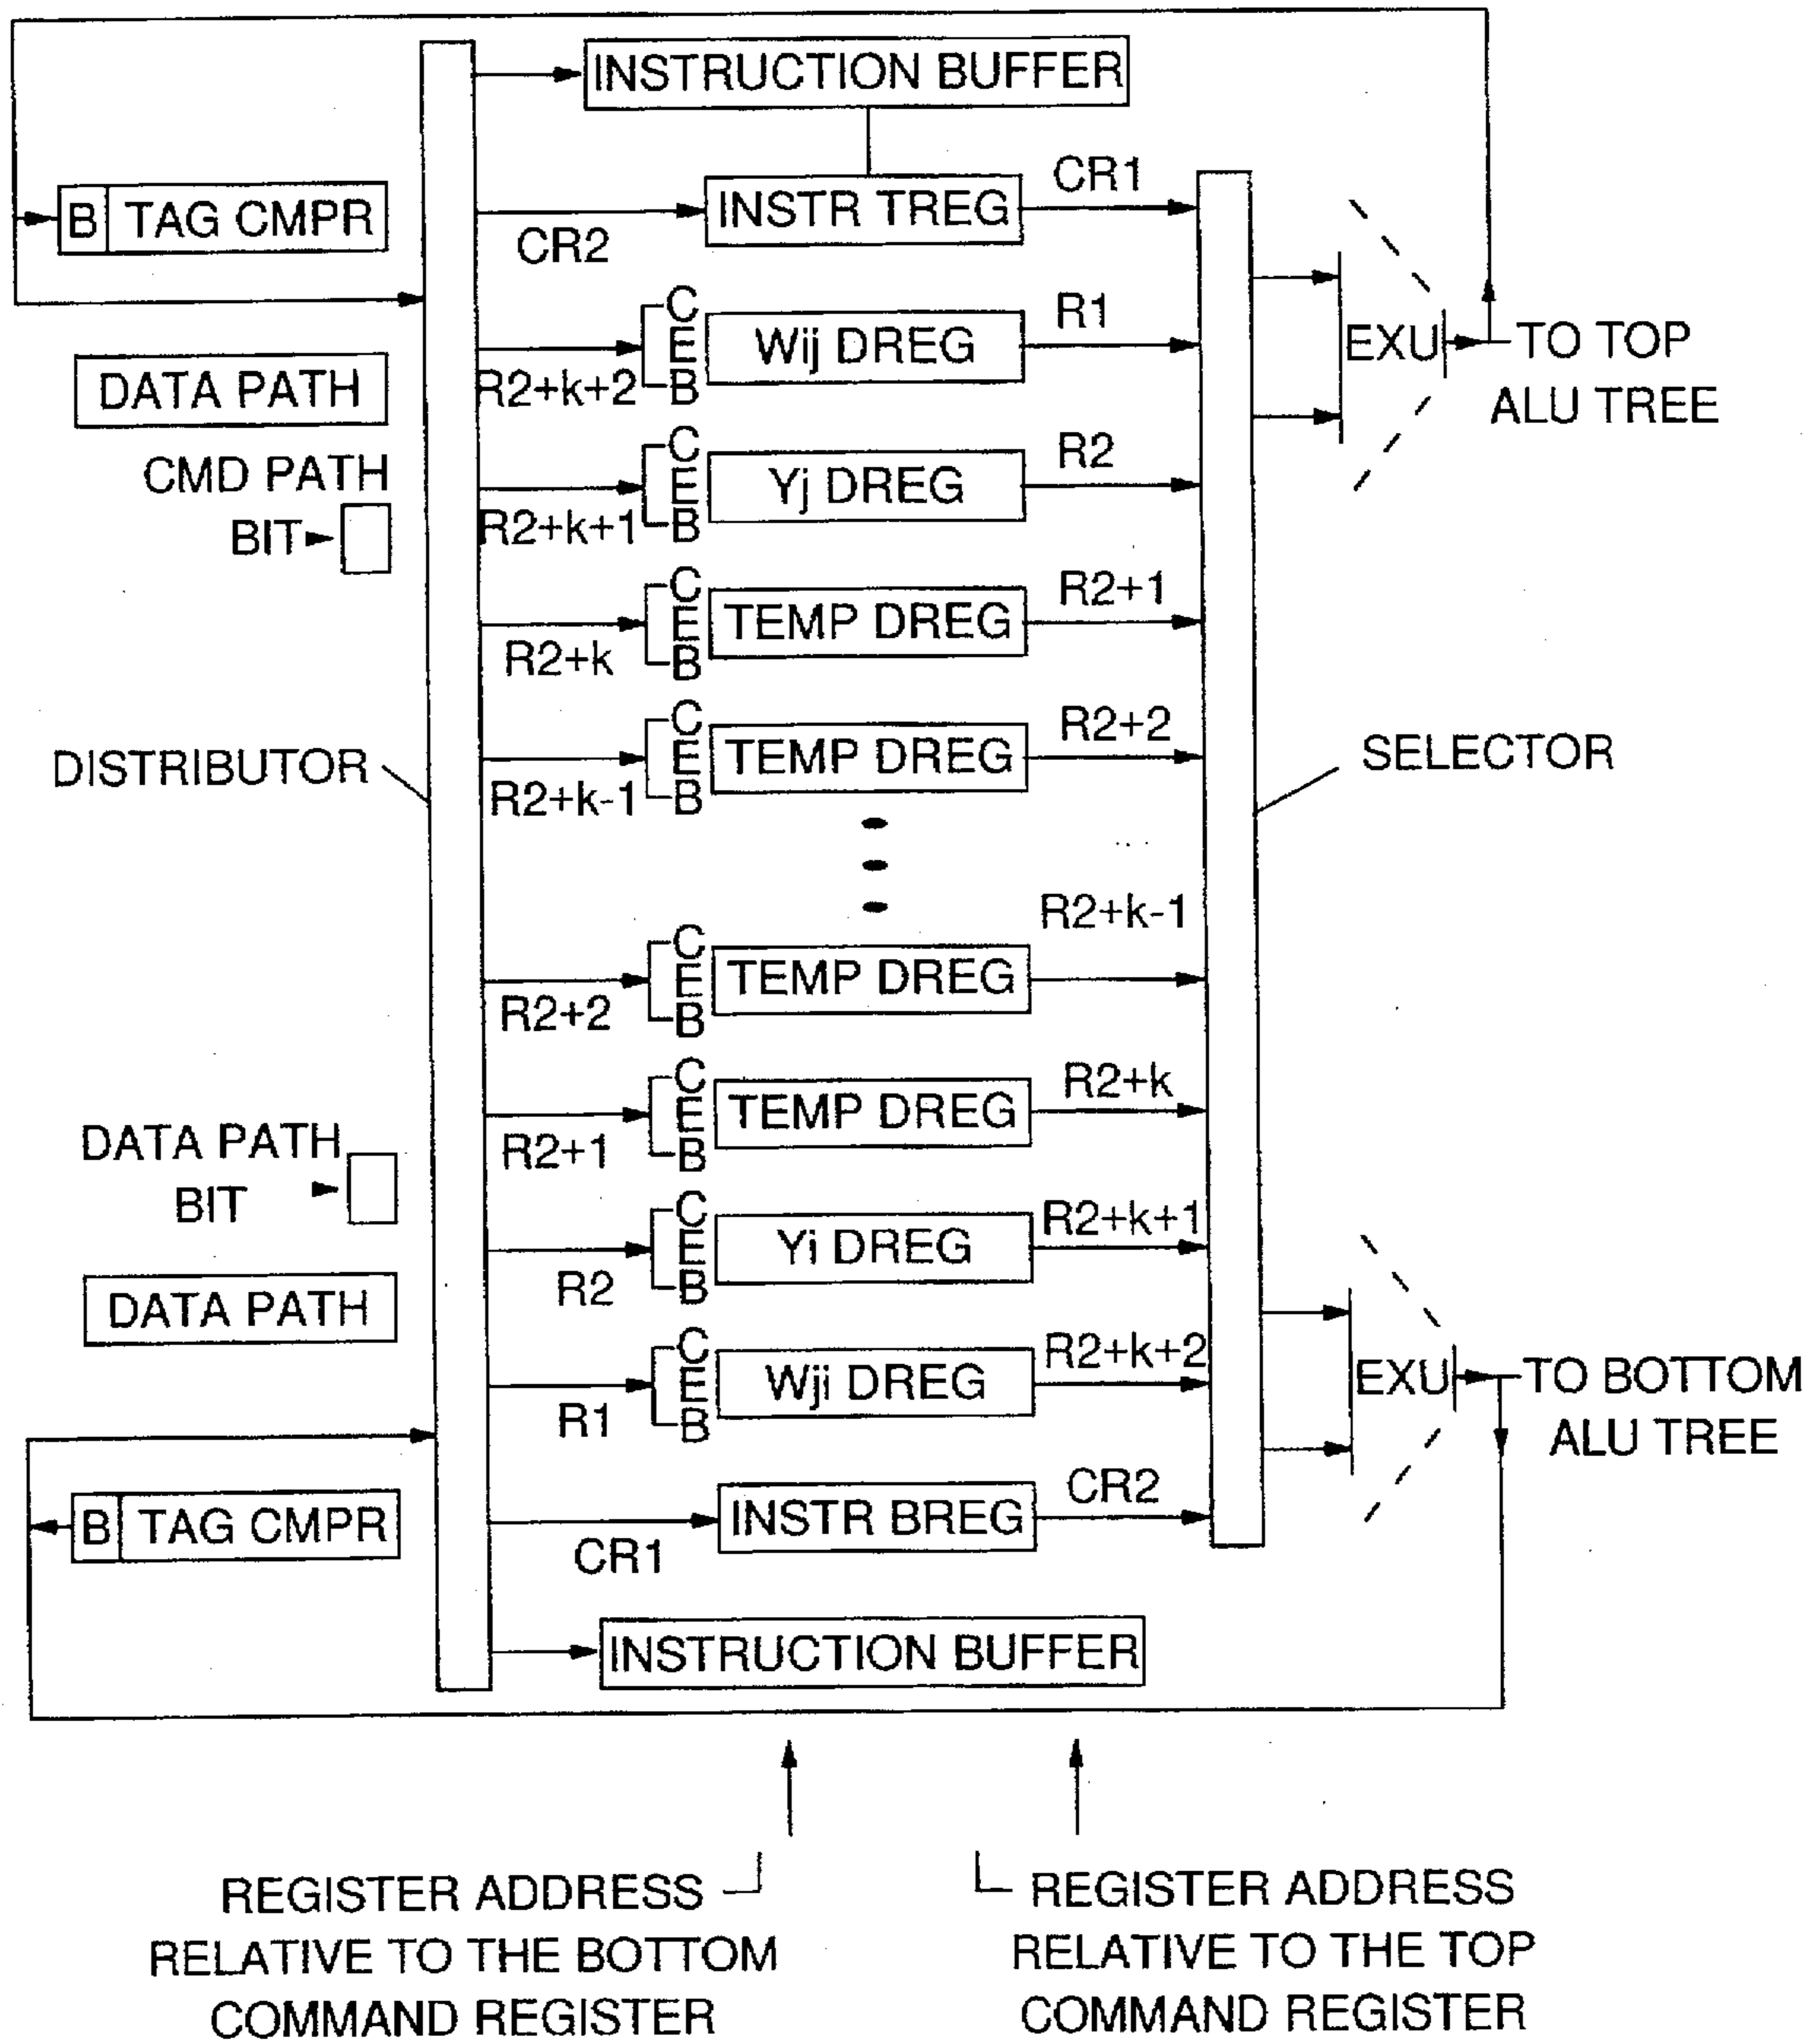 INSTRUCTION BUFFER
B TAG CMPR
CR2
INSTR TREG
CR1
DATA PATH
R2+k+2
C
E
B
Wij DREG
R1
EXU
TO TOP
ALU TREE
CMD PATH
BIT
R2+k+1
C
E
B
Yj DREG
R2
R2+k
C
E
B
TEMP DREG
R2+1
DISTRIBUTOR
R2+k-1
C
E
B
TEMP DREG
R2+2
SELECTOR
R2+2
C
E
B
TEMP DREG
R2+k-1
DATA PATH
BIT
R2+1
C
E
B
TEMP DREG
R2+k
DATA PATH
R2
C
E
B
Yi DREG
R2+k+1
R1
C
E
B
Wji DREG
R2+k+2
EXU
TO BOTTOM
ALU TREE
B TAG CMPR
CR1
INSTR BREG
CR2
INSTRUCTION BUFFER
REGISTER ADDRESS
RELATIVE TO THE BOTTOM
COMMAND REGISTER
REGISTER ADDRESS
RELATIVE TO THE TOP
COMMAND REGISTER